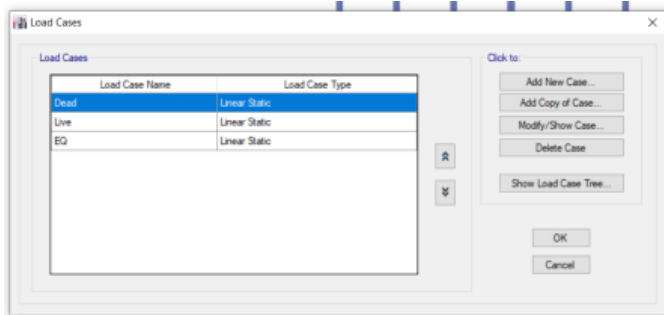 Load Cases
Load Cases
Click to:
Load Case Name Load Case Type
Dead Linear Static
Live Linear Static
EQ Linear Static
Add New Case...
Add Copy of Case...
Modify/Show Case...
Delete Case
Show Load Case Tree...
OK
Cancel